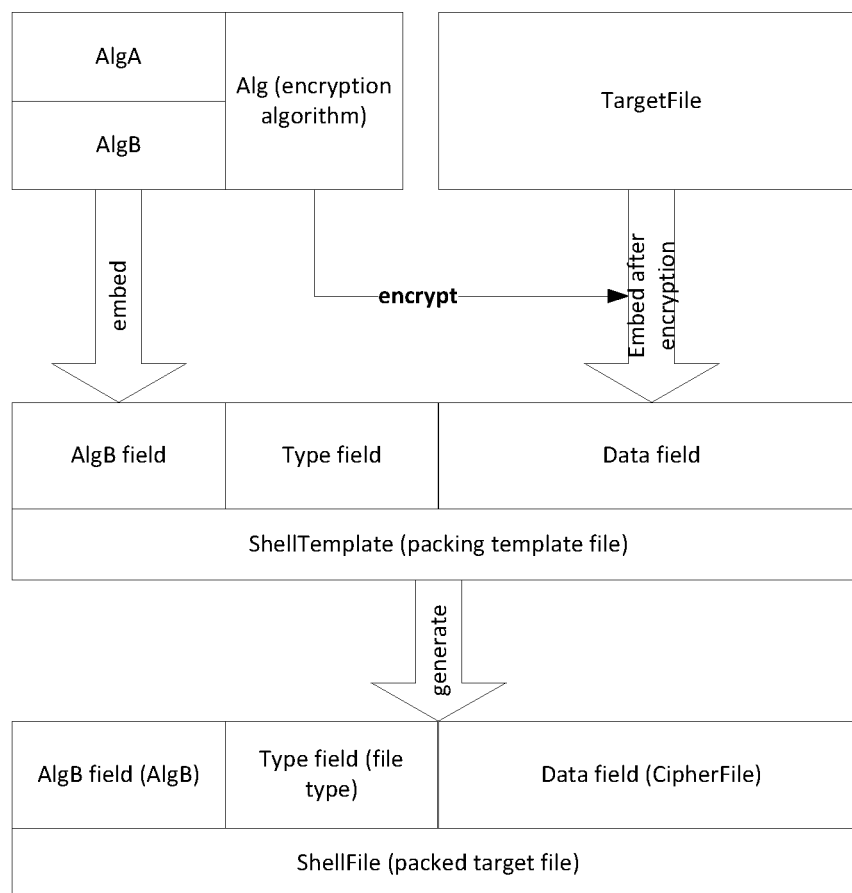 AlgA
AlgB
Alg (encryption
algorithm)
TargetFile
embed
encrypt
Embed after
encryption
AlgB field
Type field
Data field
ShellTemplate (packing template file)
generate
AlgB field (AlgB)
Type field (file
type)
Data field (CipherFile)
ShellFile (packed target file)